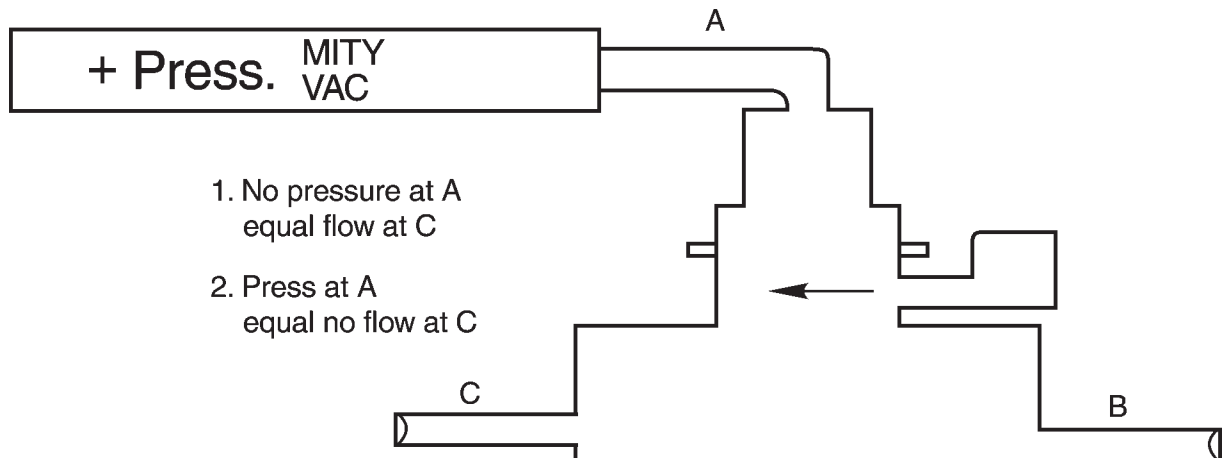 A
+ Press. MITY
VAC
1. No pressure at A
equal flow at C
2. Press at A
equal no flow at C
C
B